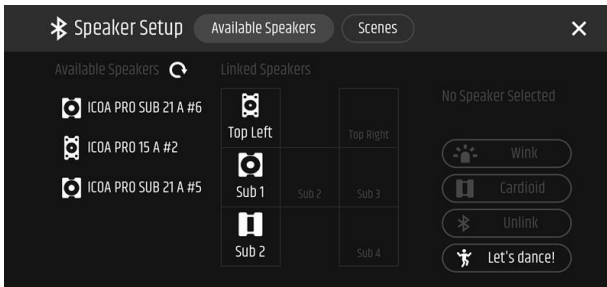 Speaker Setup
Available Speakers
Scenes
Available Speakers
Linked Speakers
ICOA PRO SUB 21 A #6
ICOA PRO 15 A #2
ICOA PRO SUB 21 A #5
Top Left
Top Right
Sub 1
Sub 2
Sub 3
Sub 2
Sub 4
No Speaker Selected
Wink
Cardioid
Unlink
Let's dance!